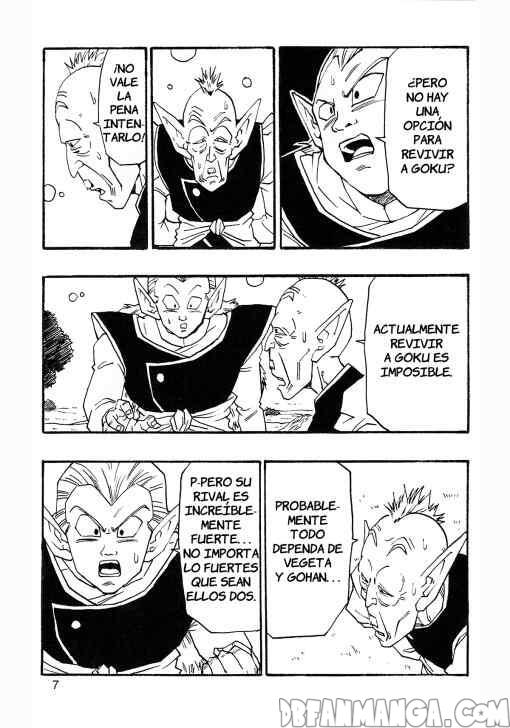 ¿PERO
NO HAY
UNA
OPCIÓN
PARA
REVIVIR
A GOKU?
¡NO
VALE
LA
PENA
INTEN-
TARLO!
ACTUALMENTE
REVIVIR
A GOKU ES
IMPOSIBLE.
PROBABLE-
MENTE
TODO
DEPENDA DE
VEGETA
Y GOHAN...
P-PERO SU
RIVAL ES
INCREÍBLE-
MENTE
FUERTE...
NO IMPORTA
LO FUERTES
QUE SEAN
ELLOS DOS.
7
DBFANMANGA.COM